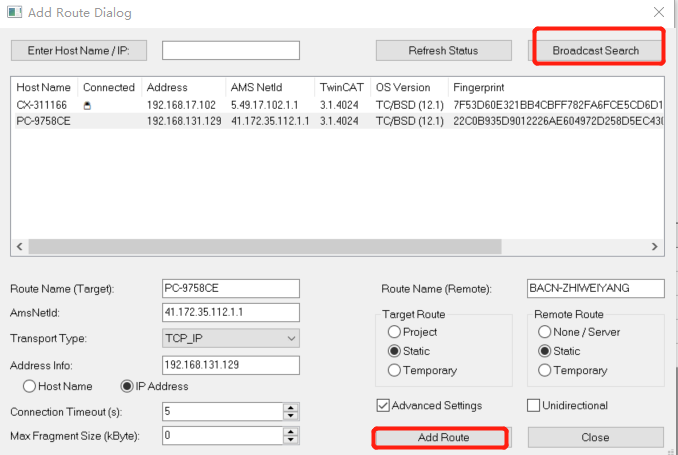 Add Route Dialog
Enter Host Name / IP: Refresh Status Broadcast Search
Host Name Connected Address AMS NetId TwinCAT OS Version Fingerprint
CX-311166 192.168.17.102 5.49.17.102.1.1 3.1.4024 TC/BSD (12.1) 7F53D60E321BB4CBFF782FA6FCE5CD6D1
PC-9758CE 192.168.131.129 41.172.35.112.1.1 3.1.4024 TC/BSD (12.1) 22C0B935D9012226AE604972D258D5EC430
Route Name (Target): PC-9758CE Route Name (Remote): BACN-ZHIWEIYANG
AmsNetId: 41.172.35.112.1.1 Target Route Remote Route
Transport Type: TCP_IP Project None / Server
Address Info: 192.168.131.129 Static Static
Host Name IP Address Temporary Temporary
Connection Timeout (s): 5 Advanced Settings Unidirectional
Max Fragment Size (kByte): 0 Add Route Close